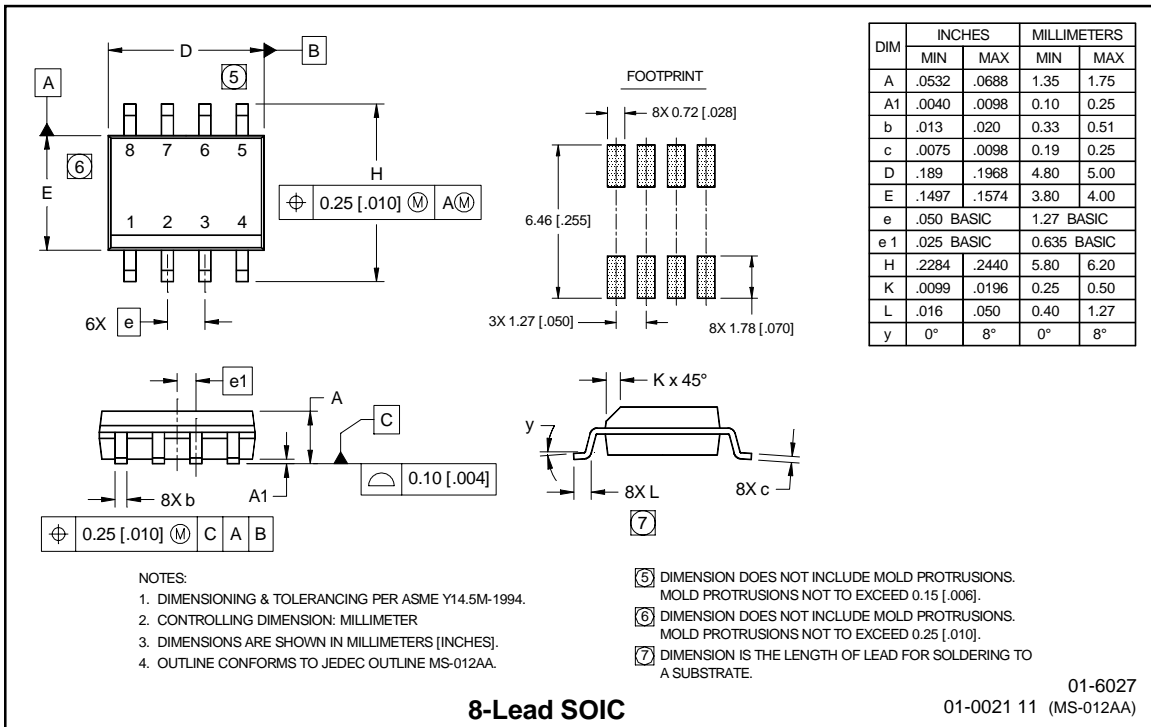 D
B
5
A
8 7 6 5
6
E
H
⌖ 0.25 [.010] Ⓜ AⓂ
1 2 3 4
6X e
FOOTPRINT
8X 0.72 [.028]
6.46 [.255]
3X 1.27 [.050]
8X 1.78 [.070]
DIM INCHES MILLIMETERS
MIN MAX MIN MAX
A .0532 .0688 1.35 1.75
A1 .0040 .0098 0.10 0.25
b .013 .020 0.33 0.51
c .0075 .0098 0.19 0.25
D .189 .1968 4.80 5.00
E .1497 .1574 3.80 4.00
e .050 BASIC 1.27 BASIC
e 1 .025 BASIC 0.635 BASIC
H .2284 .2440 5.80 6.20
K .0099 .0196 0.25 0.50
L .016 .050 0.40 1.27
y 0° 8° 0° 8°
e1
A
C
⌓ 0.10 [.004]
8X b
A1
⌖ 0.25 [.010] Ⓜ C A B
K x 45°
y
8X L
8X c
7
NOTES:
1. DIMENSIONING & TOLERANCING PER ASME Y14.5M-1994.
2. CONTROLLING DIMENSION: MILLIMETER
3. DIMENSIONS ARE SHOWN IN MILLIMETERS [INCHES].
4. OUTLINE CONFORMS TO JEDEC OUTLINE MS-012AA.
5 DIMENSION DOES NOT INCLUDE MOLD PROTRUSIONS.
MOLD PROTRUSIONS NOT TO EXCEED 0.15 [.006].
6 DIMENSION DOES NOT INCLUDE MOLD PROTRUSIONS.
MOLD PROTRUSIONS NOT TO EXCEED 0.25 [.010].
7 DIMENSION IS THE LENGTH OF LEAD FOR SOLDERING TO
A SUBSTRATE.
8-Lead SOIC
01-6027
01-0021 11 (MS-012AA)